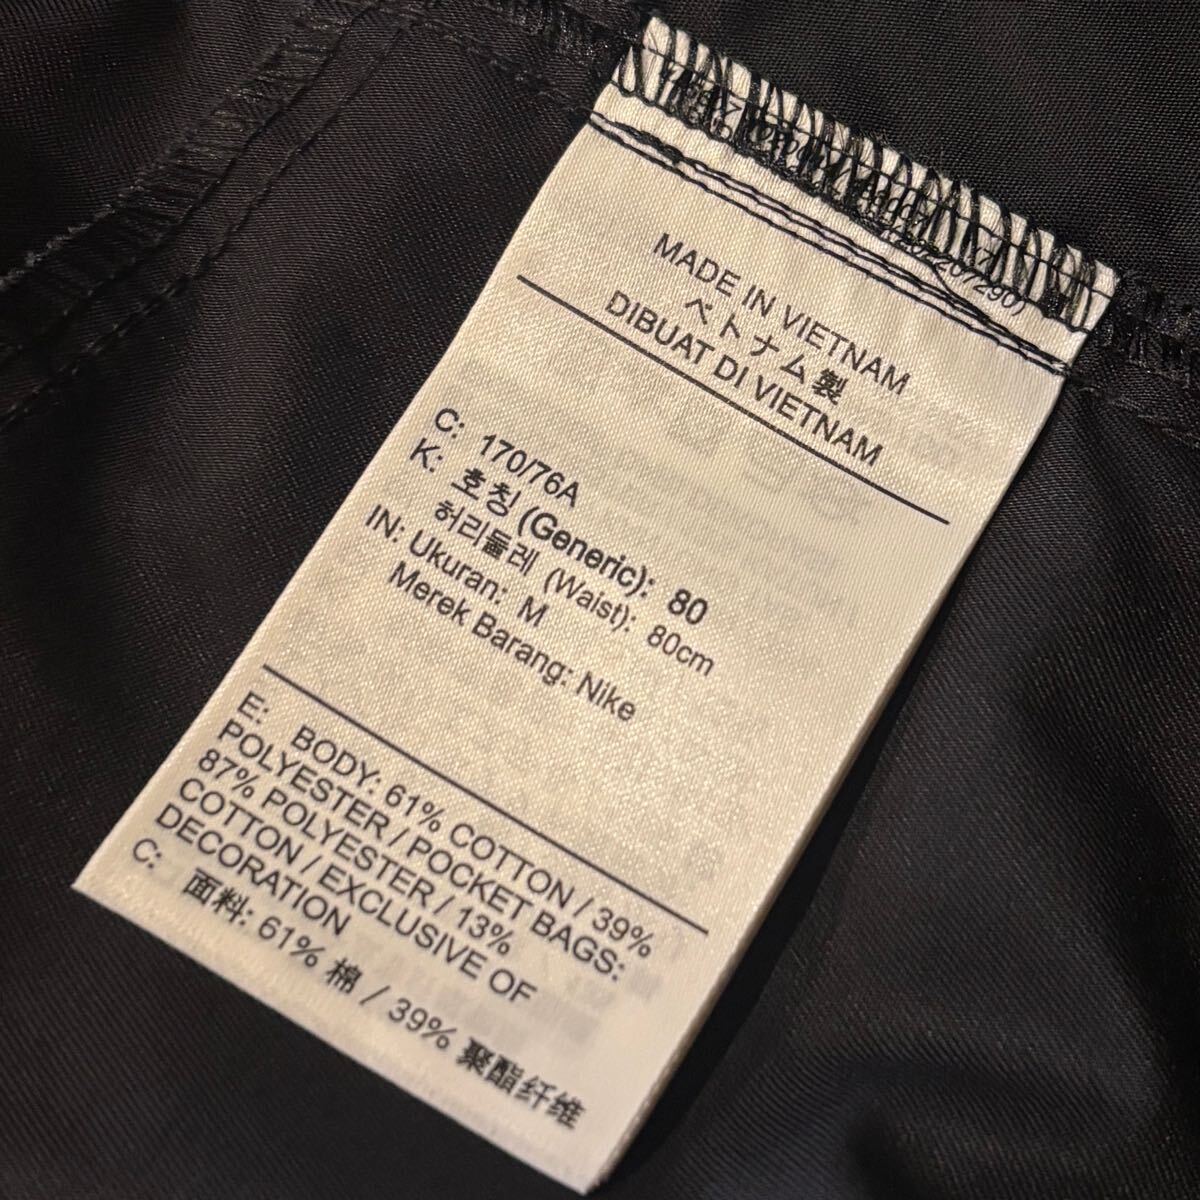 MADE IN VIETNAM
ベトナム製
DIBUAT DI VIETNAM
C: 170/76A
K: 호칭 (Generic): 80
허리둘레 (Waist): 80cm
IN: Ukuran: M
Merek Barang: Nike
E: BODY: 61% COTTON / 39%
POLYESTER / POCKET BAGS:
87% POLYESTER / 13%
COTTON / EXCLUSIVE OF
DECORATION
C: 面料: 61% 棉 / 39% 聚酯纤维